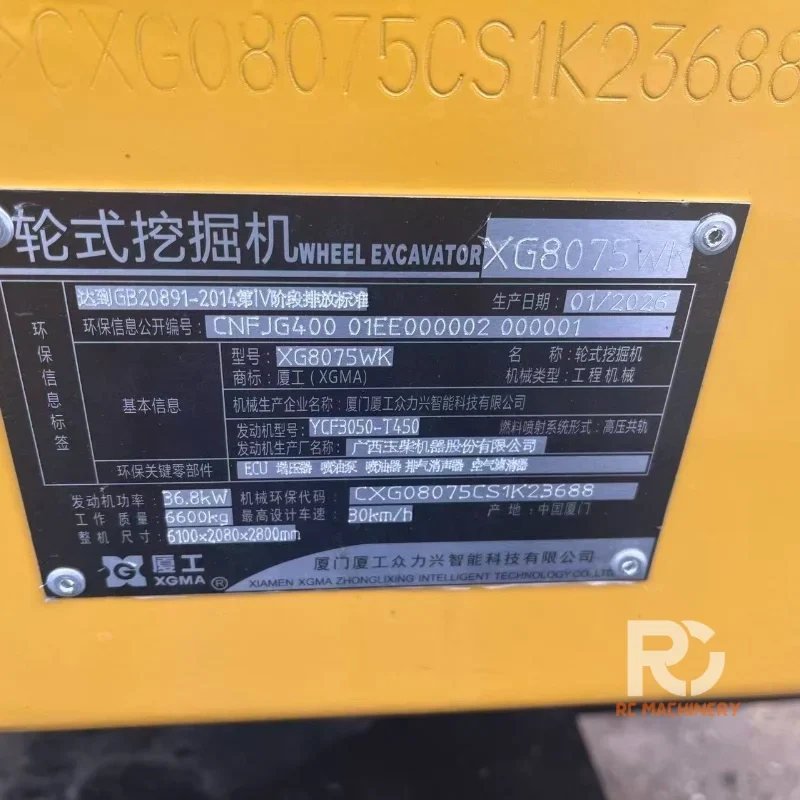 CXG08075CS1K23688
轮式挖掘机 WHEEL EXCAVATOR XG8075WK
达到GB20891-2014第Ⅳ阶段排放标准 生产日期: 01/2026
环保信息公开编号: CNFJG400 01EE000002 000001
环保信息标签
基本信息
型号: XG8075WK 名 称:轮式挖掘机
商标: 厦工 (XGMA) 机械类型:工程机械
机械生产企业名称: 厦门厦工众力兴智能科技有限公司
发动机型号: YCF3050-T450 燃料喷射系统形式: 高压共轨
发动机生产厂名称: 广西玉柴机器股份有限公司
环保关键零部件 ECU 增压器 喷油泵 喷油器 排气消声器 空气滤清器
发动机功率: 36.8kW 机械环保代码: CXG08075CS1K23688
工作 质量: 6600kg 最高设计车速: 30km/h 产 地: 中国厦门
整机 尺寸: 6100×2080×2800mm
厦工 XGMA ®
厦门厦工众力兴智能科技有限公司
XIAMEN XGMA ZHONGLIXING INTELLIGENT TECHNOLOGY CO.,LTD.
RC
RC MACHINERY